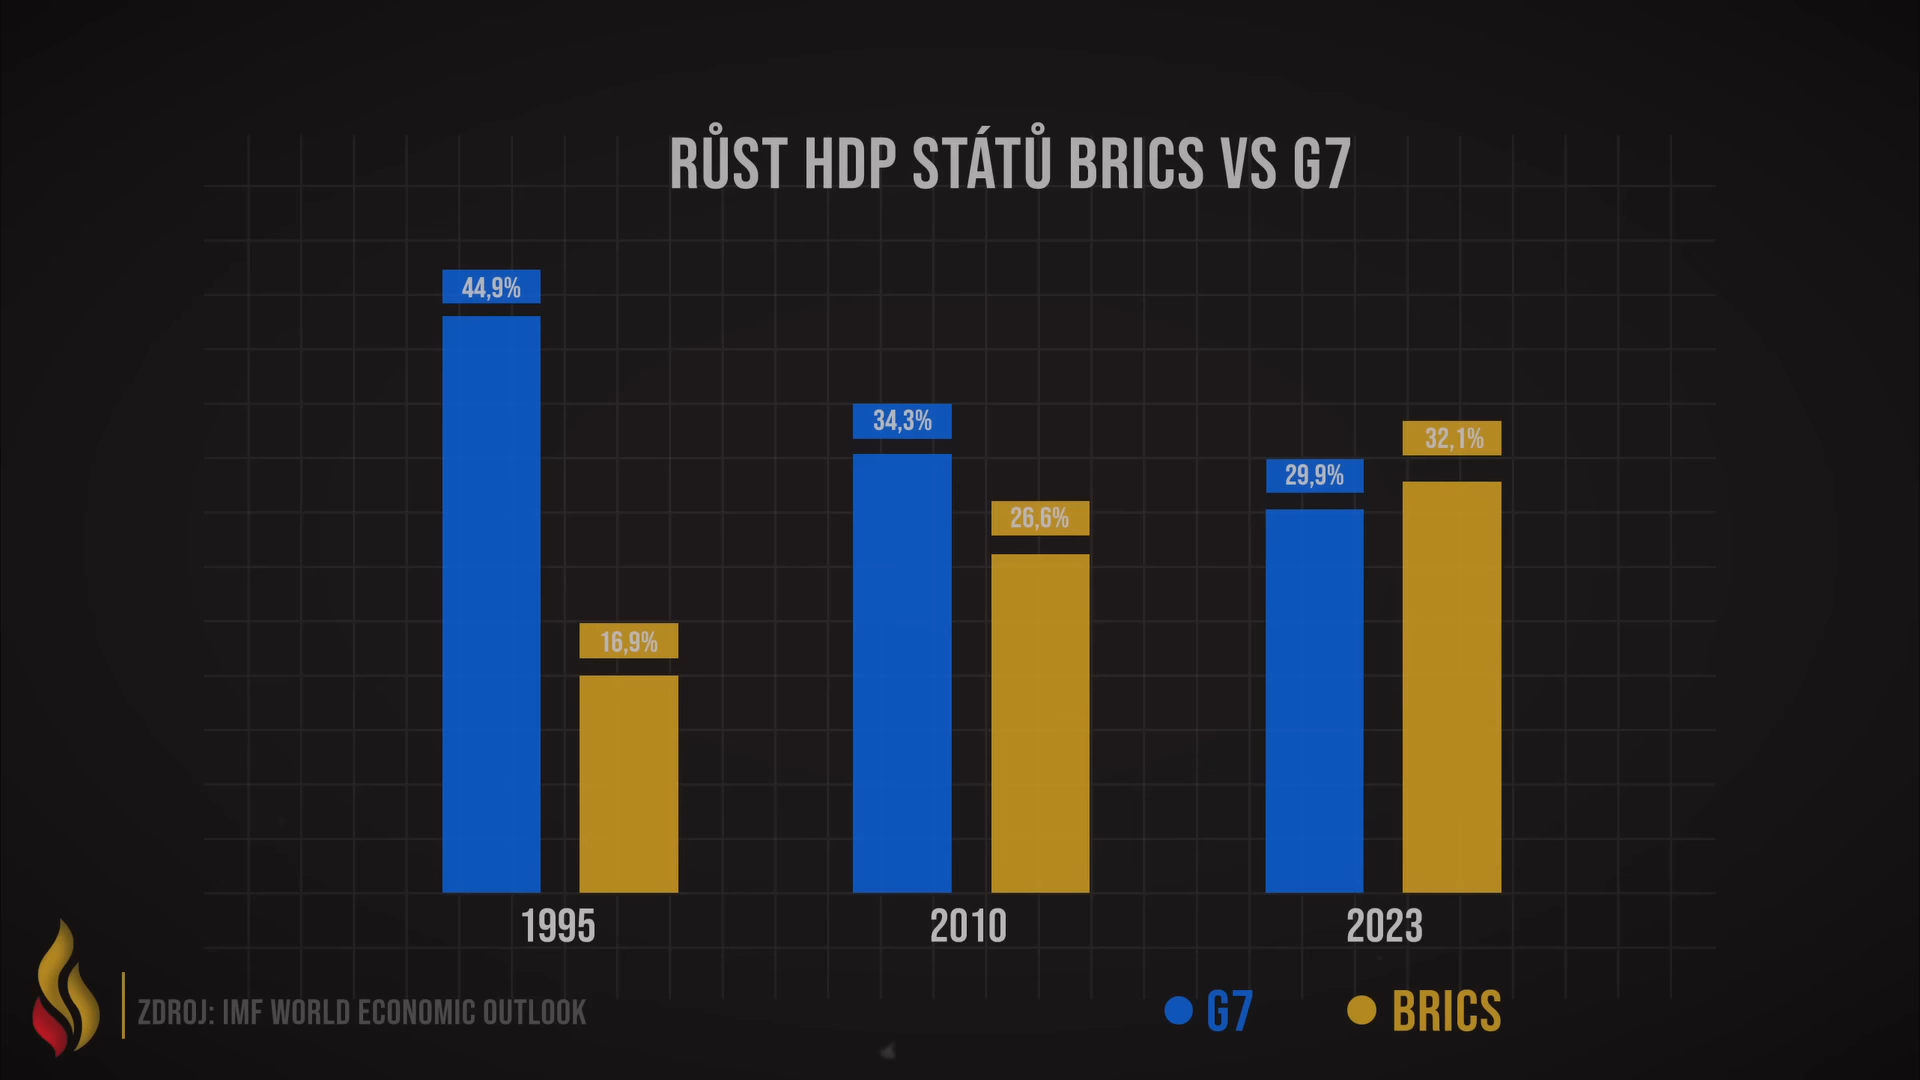 RŮST HDP STÁTŮ BRICS VS G7
44,9%
16,9%
34,3%
26,6%
29,9%
32,1%
1995
2010
2023
ZDROJ: IMF WORLD ECONOMIC OUTLOOK
G7
BRICS